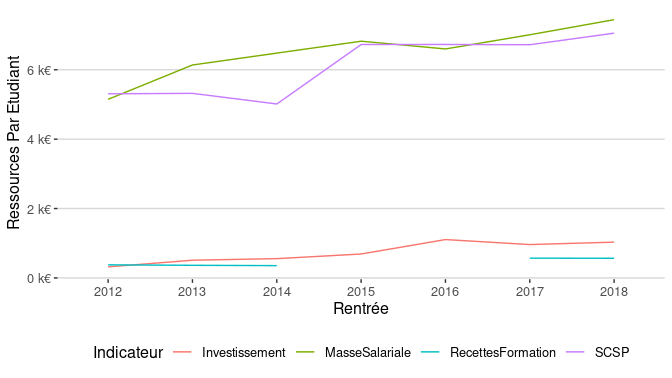 Ressources Par Etudiant
6 k€
4 k€
2 k€
0 k€
2012 2013 2014 2015 2016 2017 2018
Rentrée
Indicateur Investissement MasseSalariale RecettesFormation SCSP